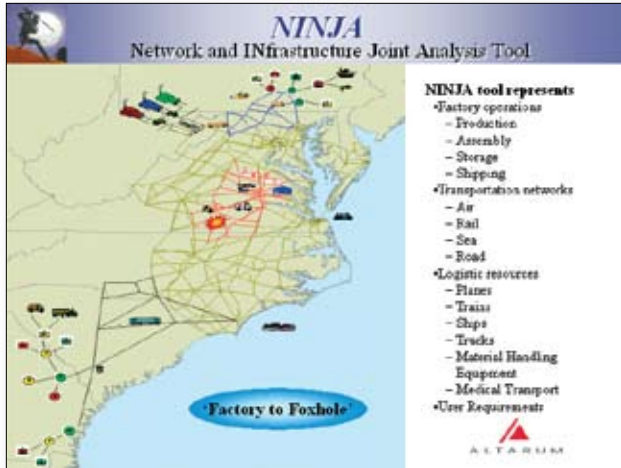 NINJA
Network and INfrastructure Joint Analysis Tool
NINJA tool represents
•Factory operations
– Production
– Assembly
– Storage
– Shipping
•Transportation networks
– Air
– Rail
– Sea
– Road
•Logistic resources
– Planes
– Trains
– Ships
– Trucks
– Material Handling
Equipment
– Medical Transport
•User Requirements
'Factory to Foxhole'
ALTARUM